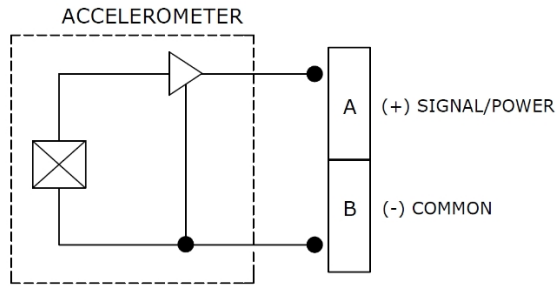 ACCELEROMETER
A (+) SIGNAL/POWER
B (-) COMMON